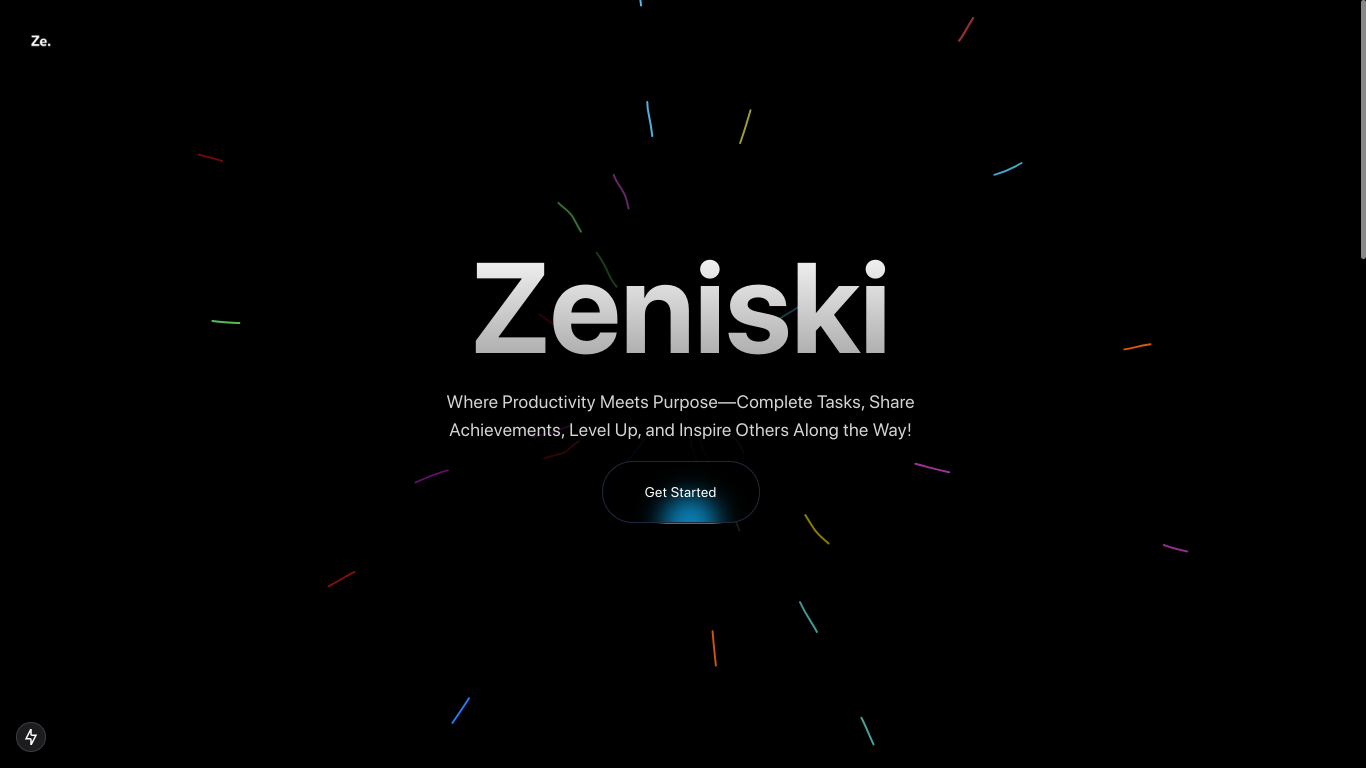 Ze.
Zeniski
Where Productivity Meets Purpose—Complete Tasks, Share
Achievements, Level Up, and Inspire Others Along the Way!
Get Started